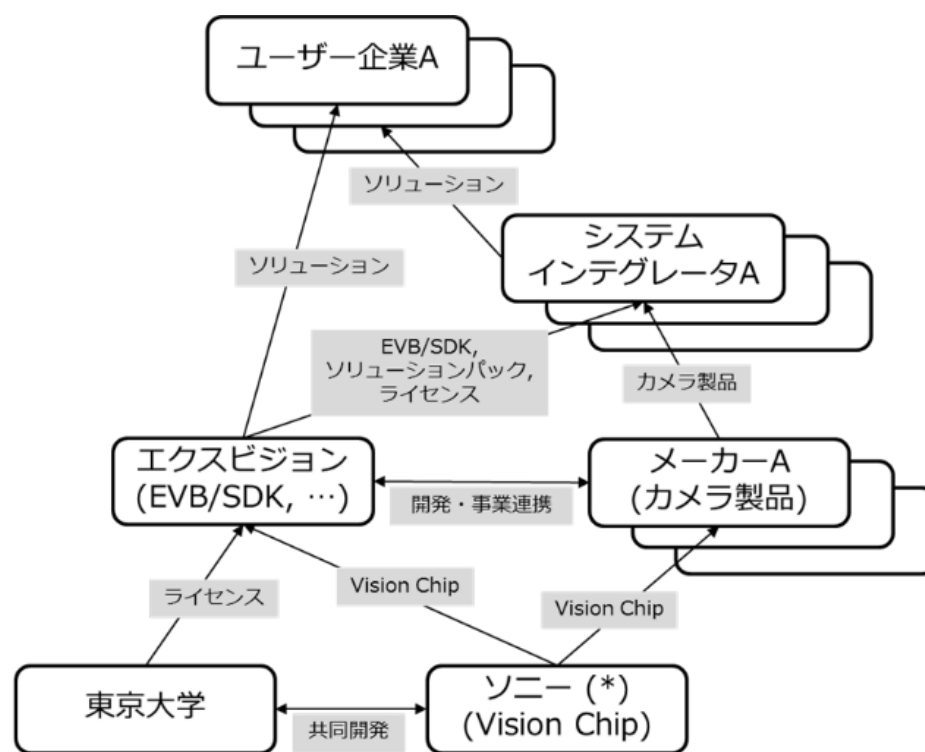 ユーザー企業A
ソリューション
システム
インテグレータA
ソリューション
EVB/SDK,
ソリューションパック,
ライセンス
カメラ製品
エクスビジョン
(EVB/SDK, …)
開発・事業連携
メーカーA
(カメラ製品)
ライセンス
Vision Chip
Vision Chip
東京大学
共同開発
ソニー (*)
(Vision Chip)